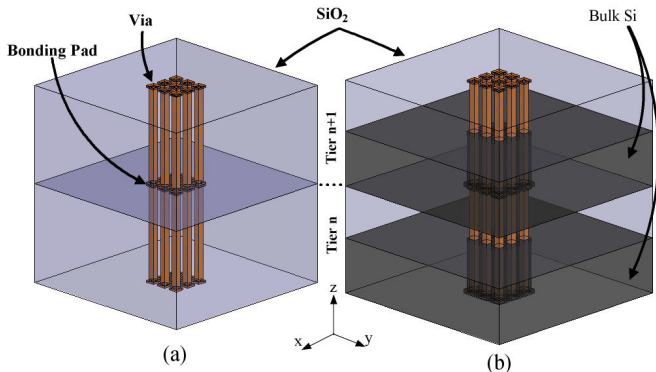 SiO2
Via
Bulk Si
Bonding Pad
Tier n+1
Tier n
z
x
y
(a)
(b)